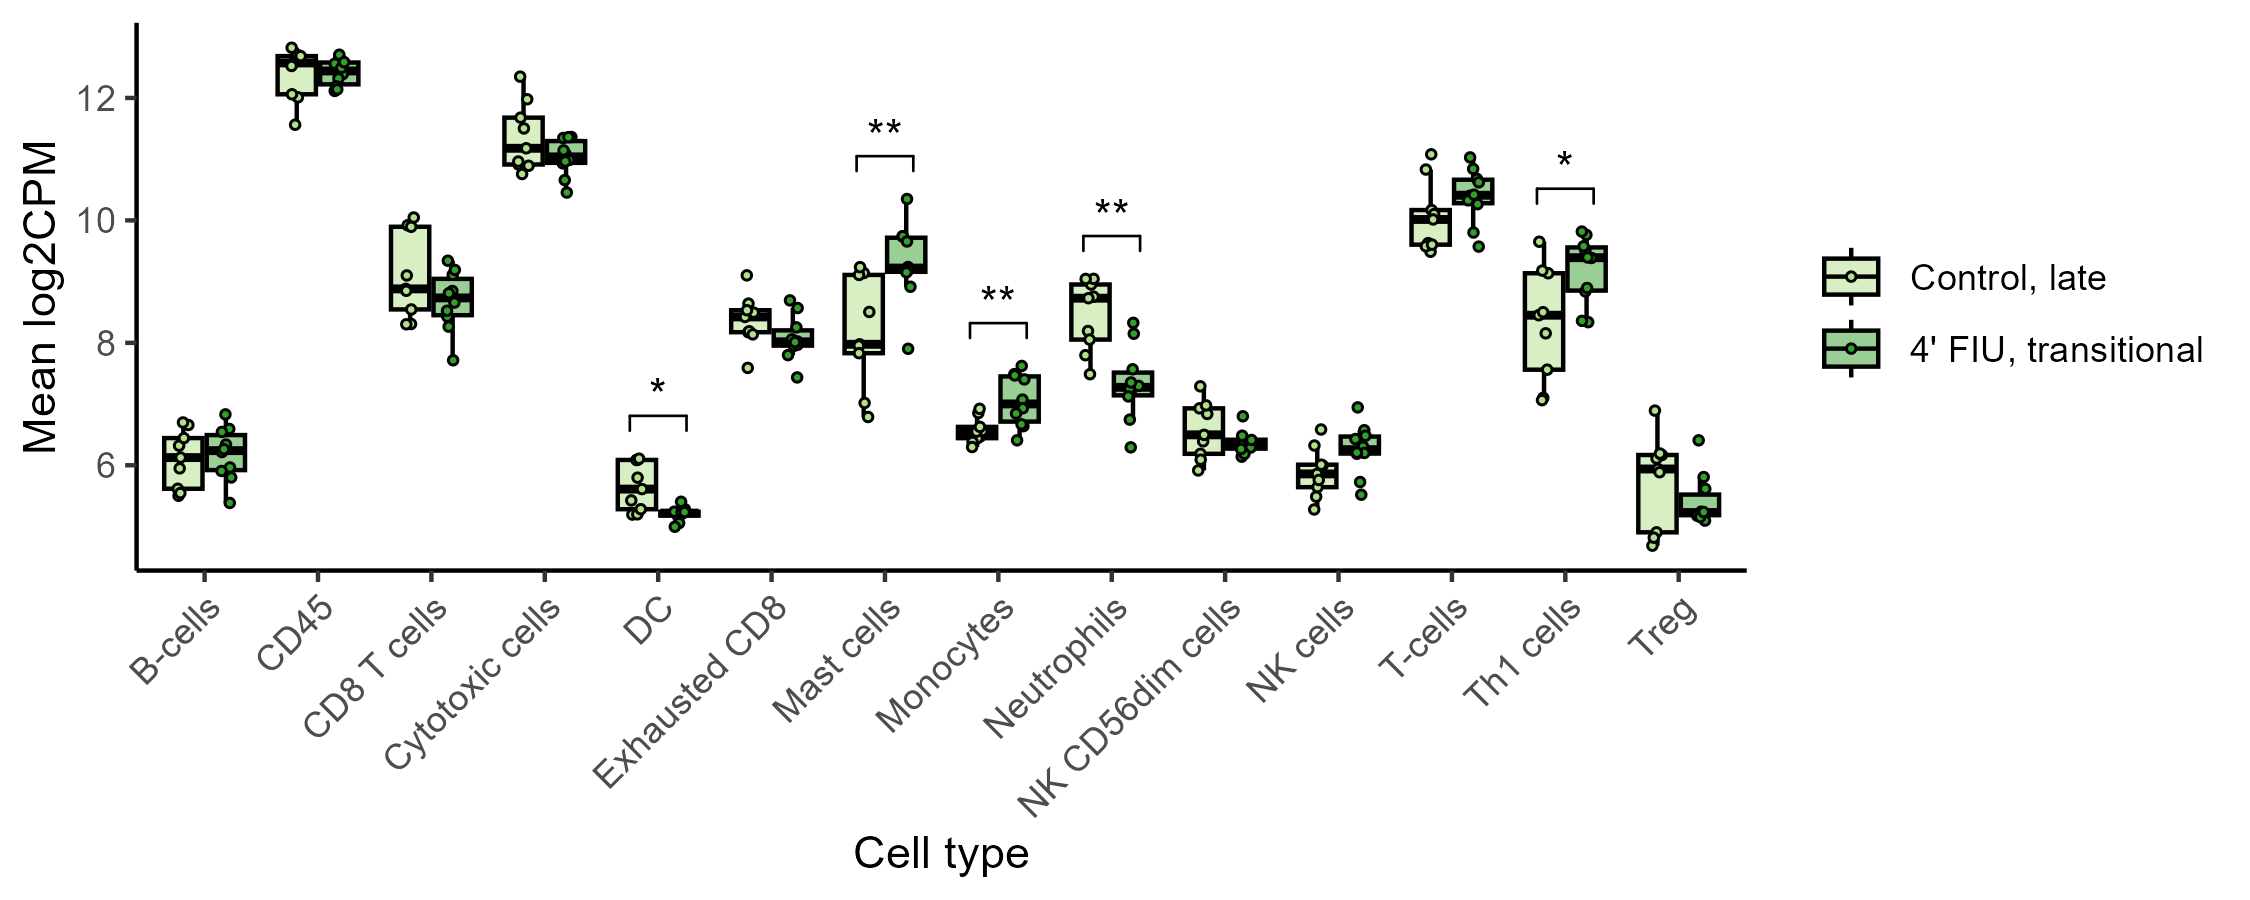 Mean log2CPM
12
10
8
6
*
**
**
**
*
B-cells
CD45
CD8 T cells
Cytotoxic cells
DC
Exhausted CD8
Mast cells
Monocytes
Neutrophils
NK CD56dim cells
NK cells
T-cells
Th1 cells
Treg
Cell type
Control, late
4' FIU, transitional